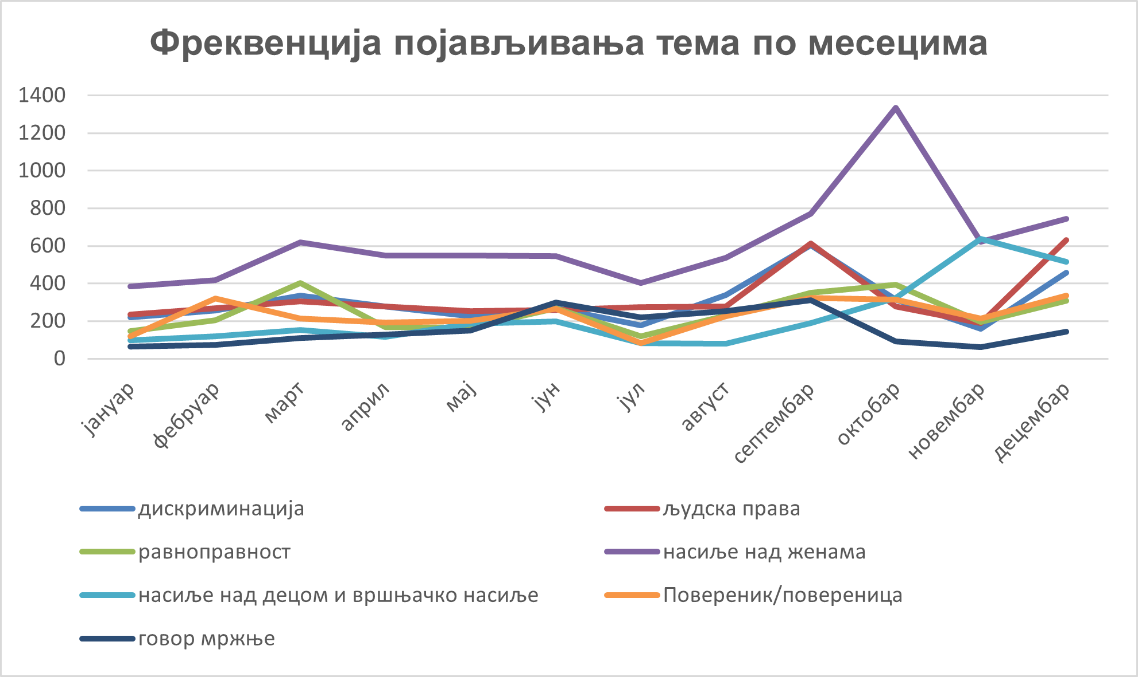 Фреквенција појављивања тема по месецима
1400
1200
1000
800
600
400
200
0
јануар
фебруар
март
април
мај
јун
јул
август
септембар
октобар
новембар
децембар
дискриминација
људска права
равноправност
насиље над женама
насиље над децом и вршњачко насиље
Повереник/повереница
говор мржње